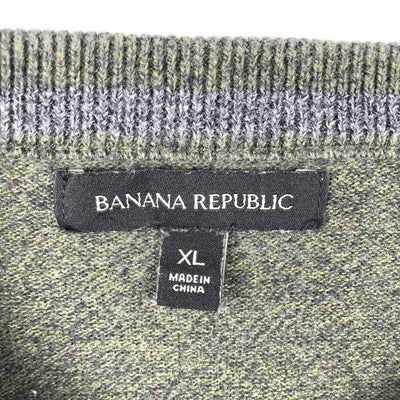 BANANA REPUBLIC
XL
MADE IN
CHINA